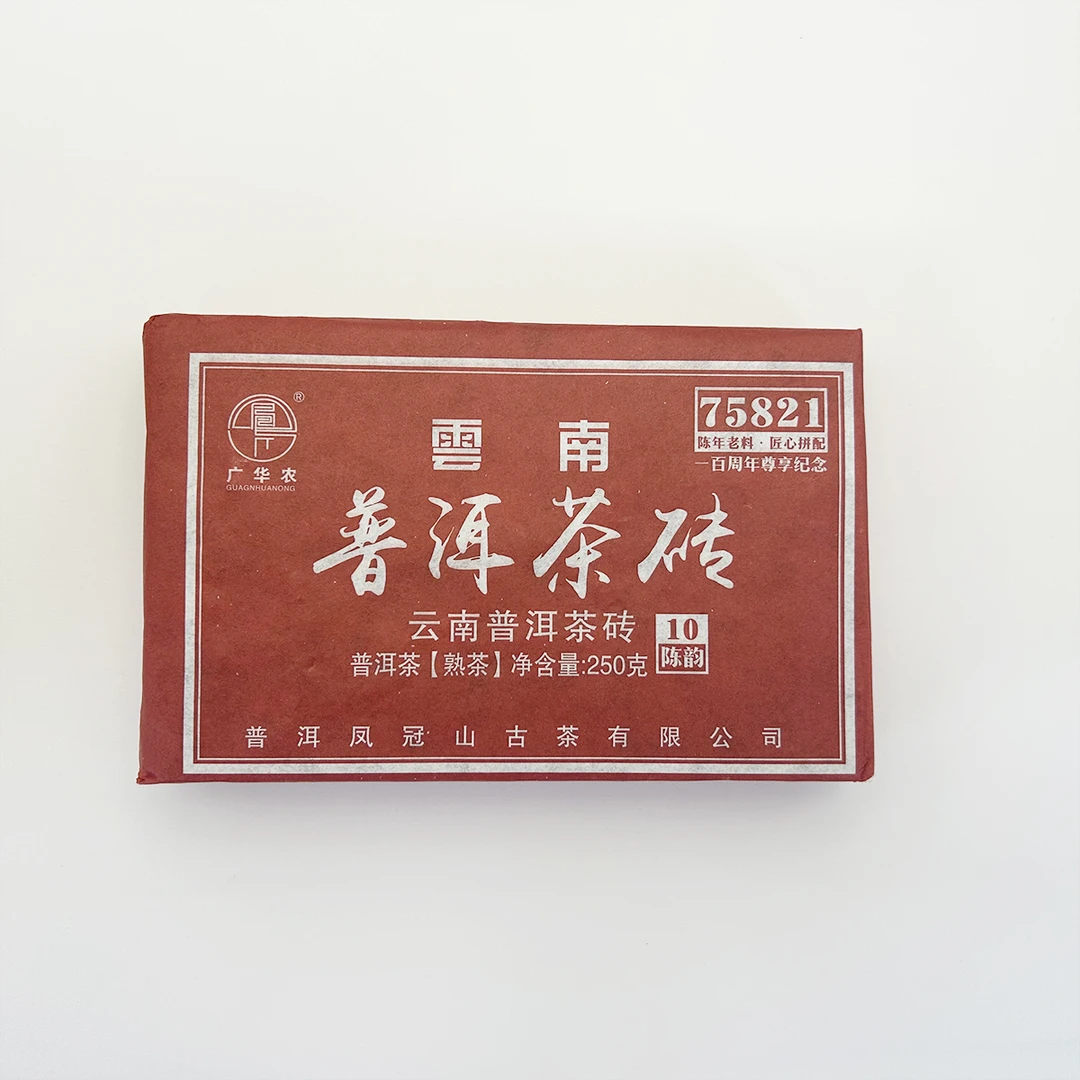 ®
广华农
GUAGNHUANONG
75821
陈年老料·匠心拼配
一百周年尊享纪念
雲南
普洱茶砖
云南普洱茶砖
普洱茶【熟茶】净含量:250克
10
陈韵
普洱凤冠山古茶有限公司